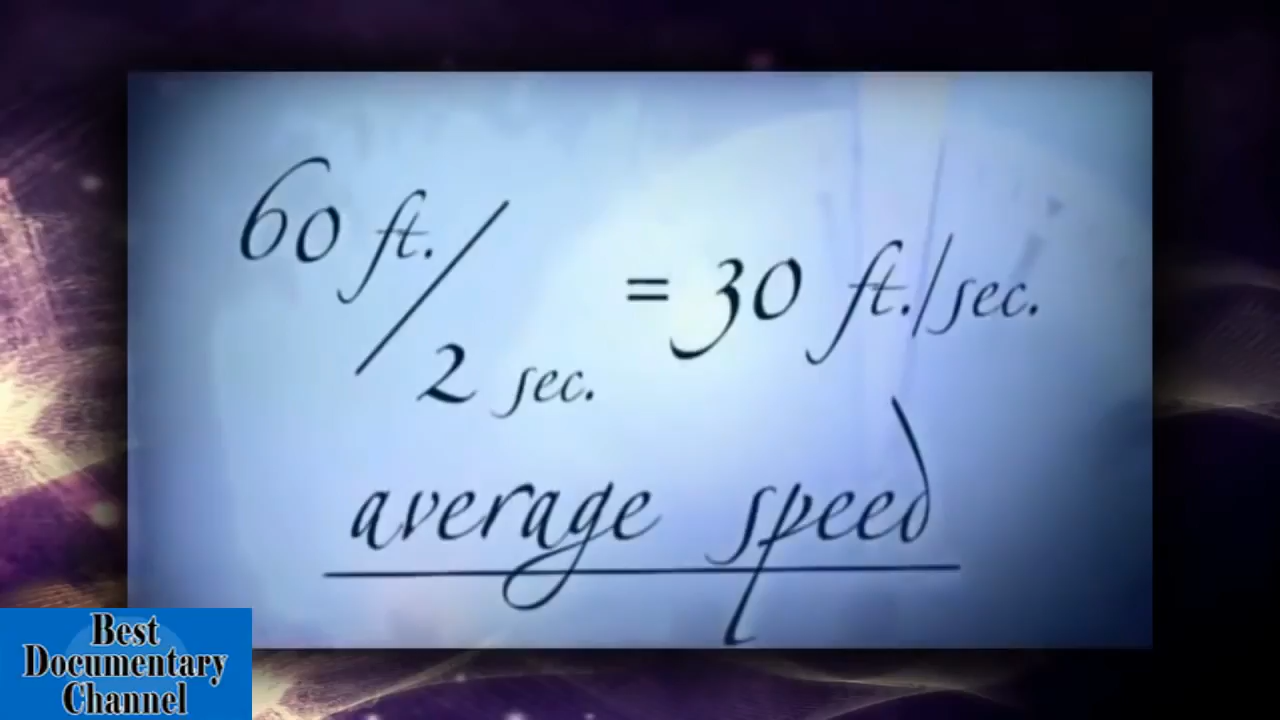 60 ft./2 sec. = 30 ft./sec.
average speed
Best
Documentary
Channel